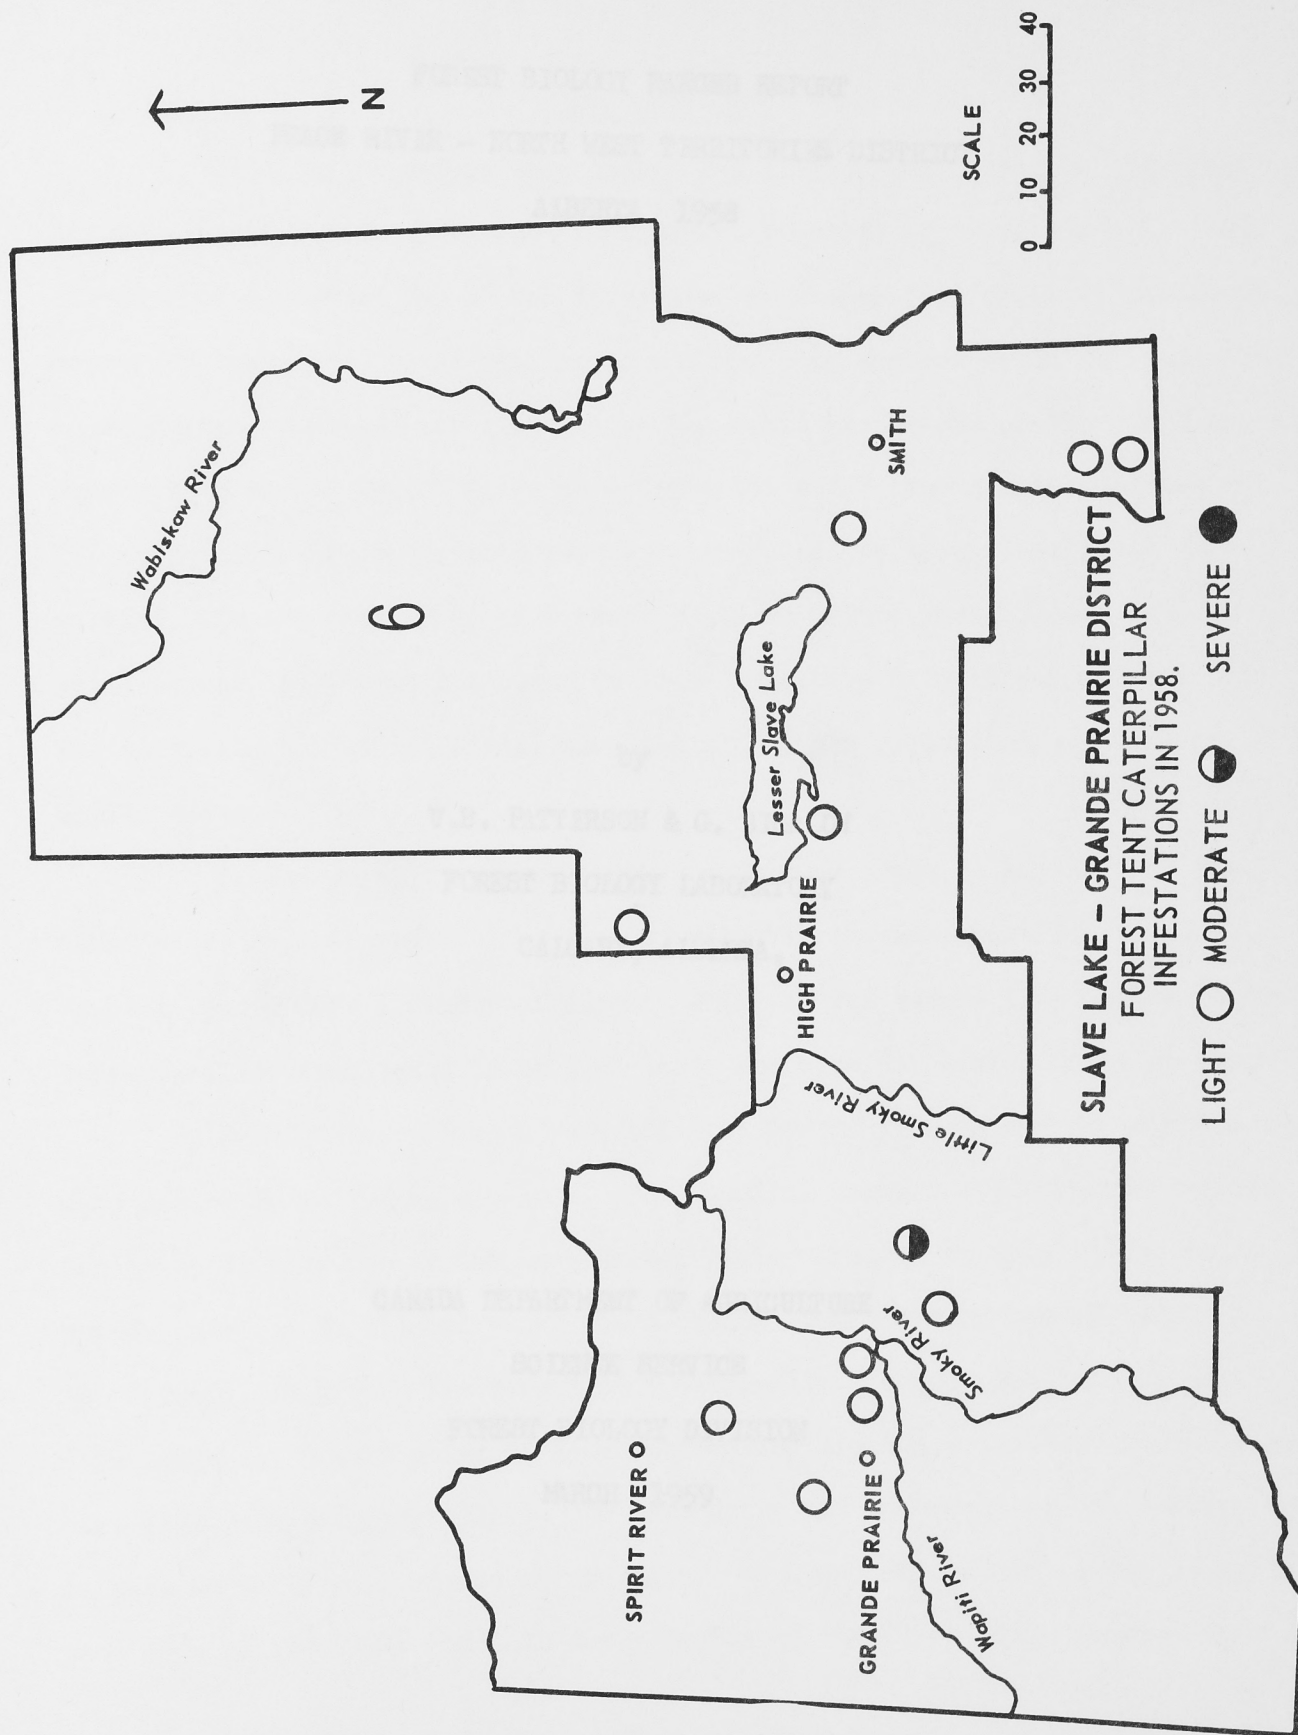 N
Wabiskaw River
6
SMITH
Lesser Slave Lake
HIGH PRAIRIE
Little Smoky River
Smoky River
SPIRIT RIVER
GRANDE PRAIRIE
Wapiti River
SCALE
0 10 20 30 40
SLAVE LAKE – GRANDE PRAIRIE DISTRICT
FOREST TENT CATERPILLAR
INFESTATIONS IN 1958.
LIGHT MODERATE SEVERE